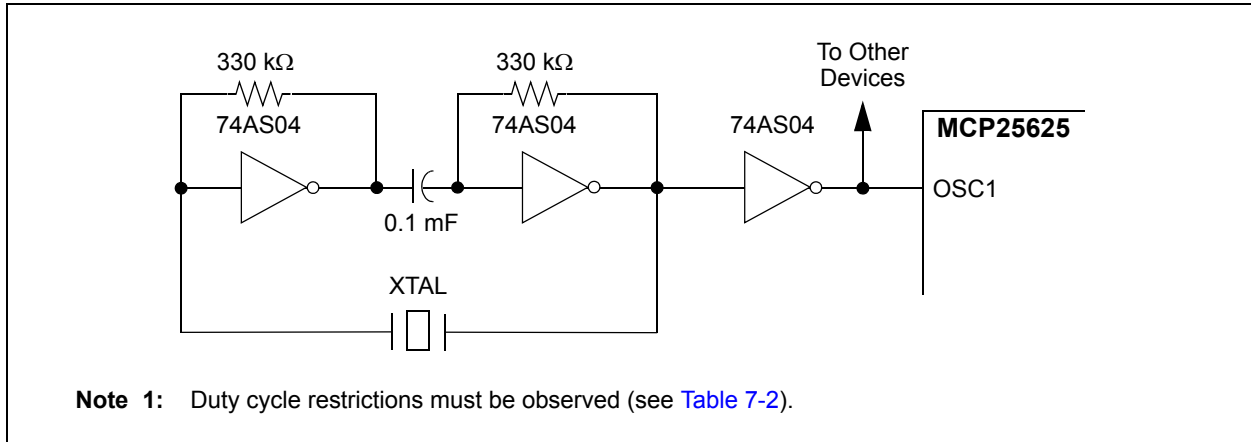 330 kΩ
330 kΩ
To Other
Devices
74AS04
74AS04
74AS04
MCP25625
OSC1
0.1 mF
XTAL
Note 1: Duty cycle restrictions must be observed (see Table 7-2).